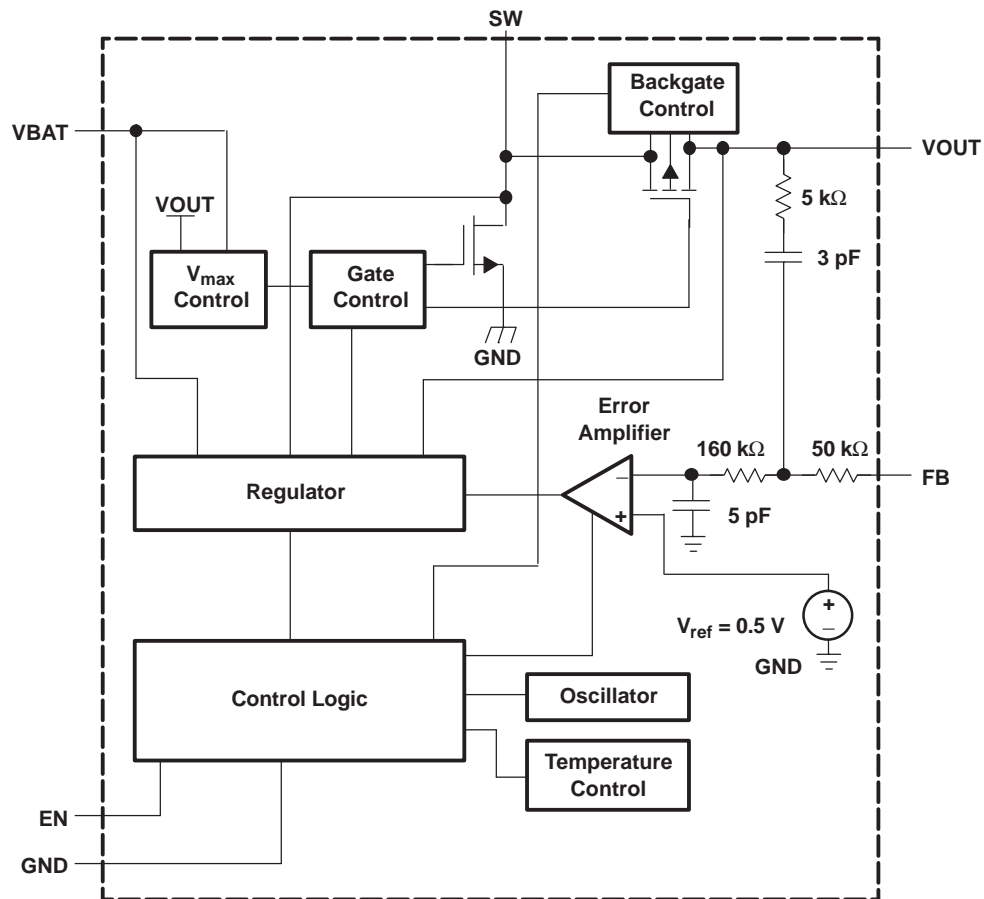 SW
Backgate
Control
VBAT
VOUT
VOUT
5 kΩ
3 pF
Vmax
Control
Gate
Control
GND
Error
Amplifier
160 kΩ
50 kΩ
Regulator
−
+
FB
5 pF
Vref = 0.5 V
+
−
GND
Control Logic
Oscillator
Temperature
Control
EN
GND